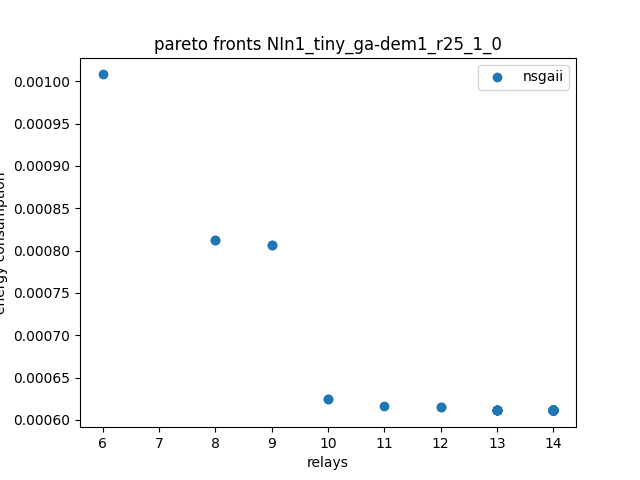 pareto fronts NIn1_tiny_ga-dem1_r25_1_0
nsgaii
0.00100
0.00095
0.00090
0.00085
0.00080
0.00075
0.00070
0.00065
0.00060
energy consumption
6 7 8 9 10 11 12 13 14
relays